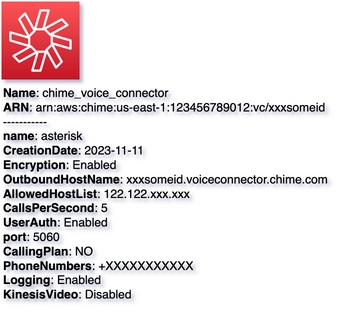 Name: chime_voice_connector
ARN: arn:aws:chime:us-east-1:123456789012:vc/xxxsomeid
-----------
name: asterisk
CreationDate: 2023-11-11
Encryption: Enabled
OutboundHostName: xxxsomeid.voiceconnector.chime.com
AllowedHostList: 122.122.xxx.xxx
CallsPerSecond: 5
UserAuth: Enabled
port: 5060
CallingPlan: NO
PhoneNumbers: +XXXXXXXXXXX
Logging: Enabled
KinesisVideo: Disabled